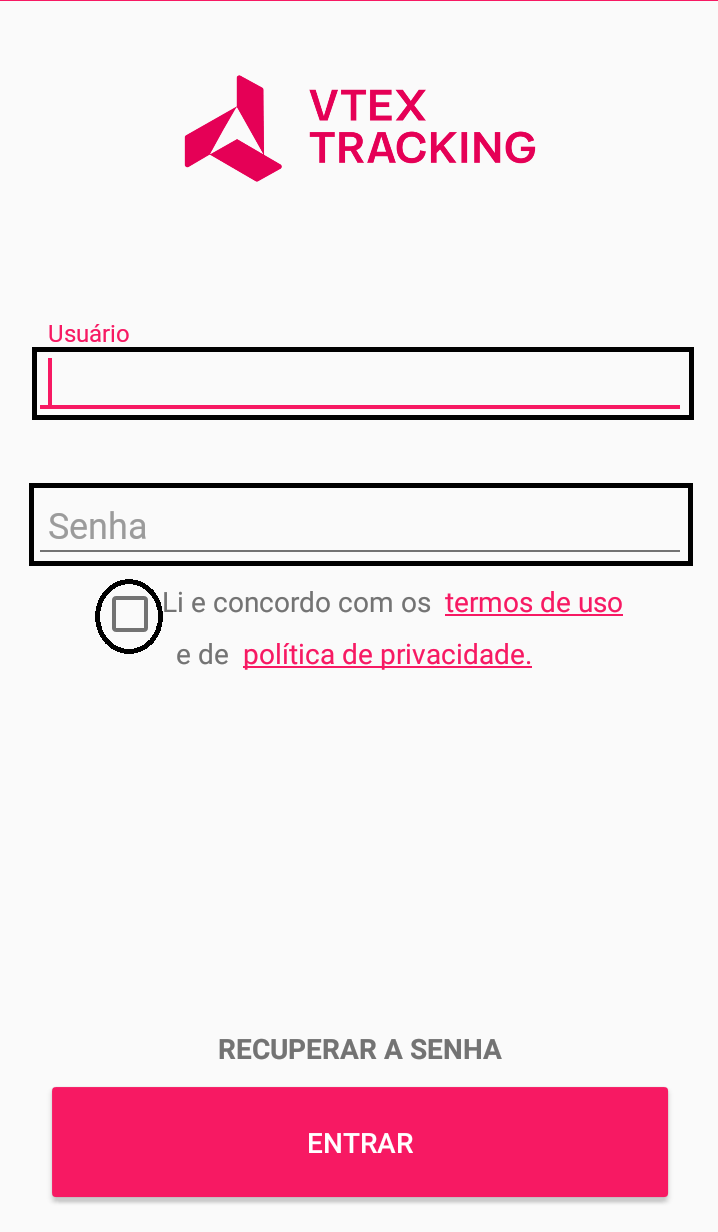 VTEX
TRACKING
Usuário
Senha
Li e concordo com os termos de uso
e de política de privacidade.
RECUPERAR A SENHA
ENTRAR